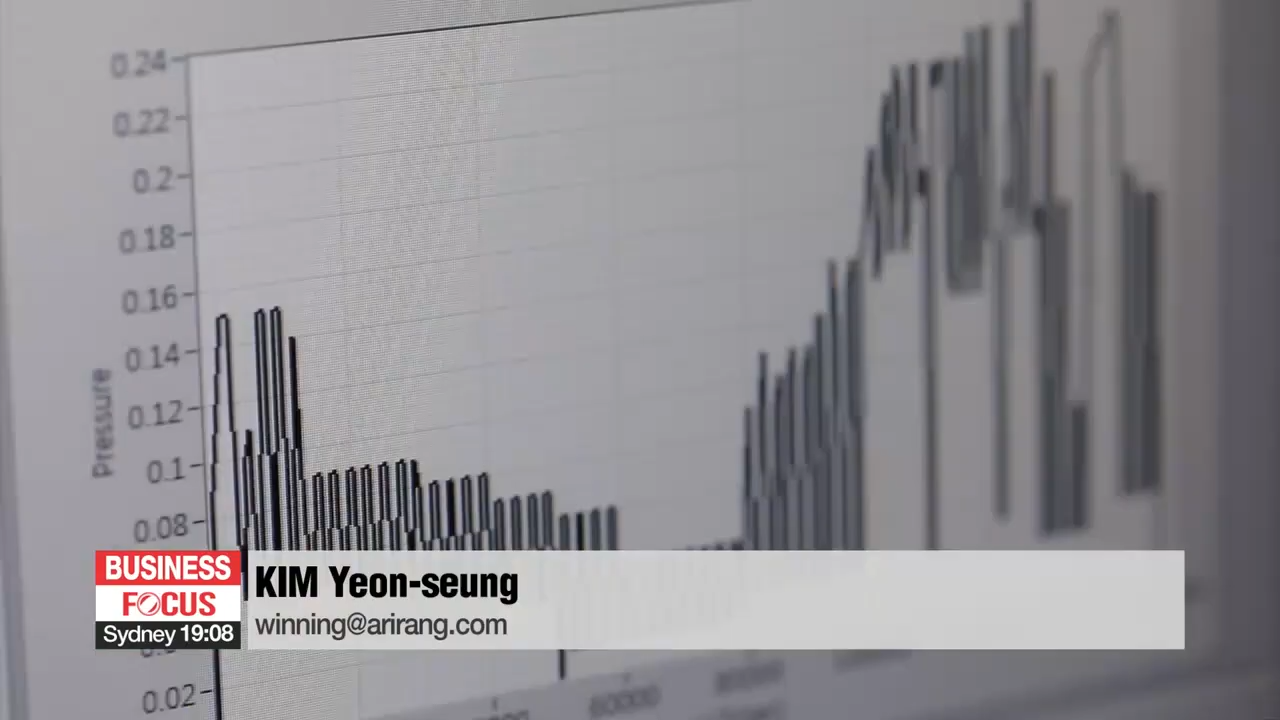 0.24
0.22
0.2
0.18
0.16
0.14
0.12
0.1
0.08
0.02
Pressure
60000
BUSINESS
FOCUS
Sydney 19:08
KIM Yeon-seung
winning@arirang.com